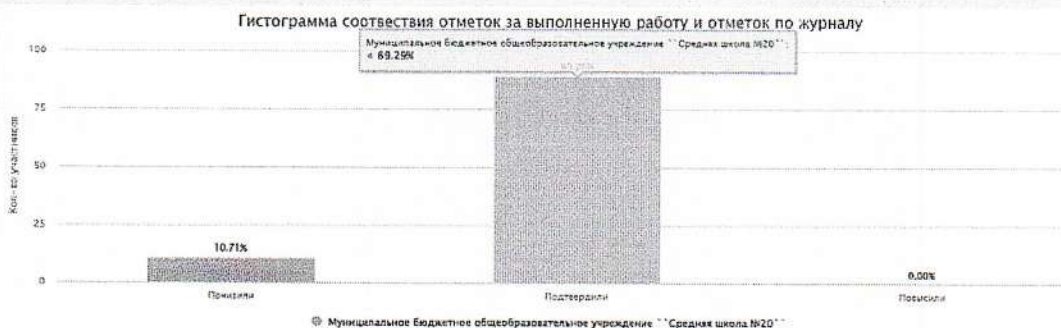 Гистограмма соотвествия отметок за выполненную работу и отметок по журналу
Муниципальное бюджетное общеобразовательное учреждение ``Средняя школа №20``:
< 89.29%
100
75
50
25
0
Кол-во участников
10.71%
0.00%
Понизили
Подтвердили
Повысили
Муниципальное бюджетное общеобразовательное учреждение ``Средняя школа №20``